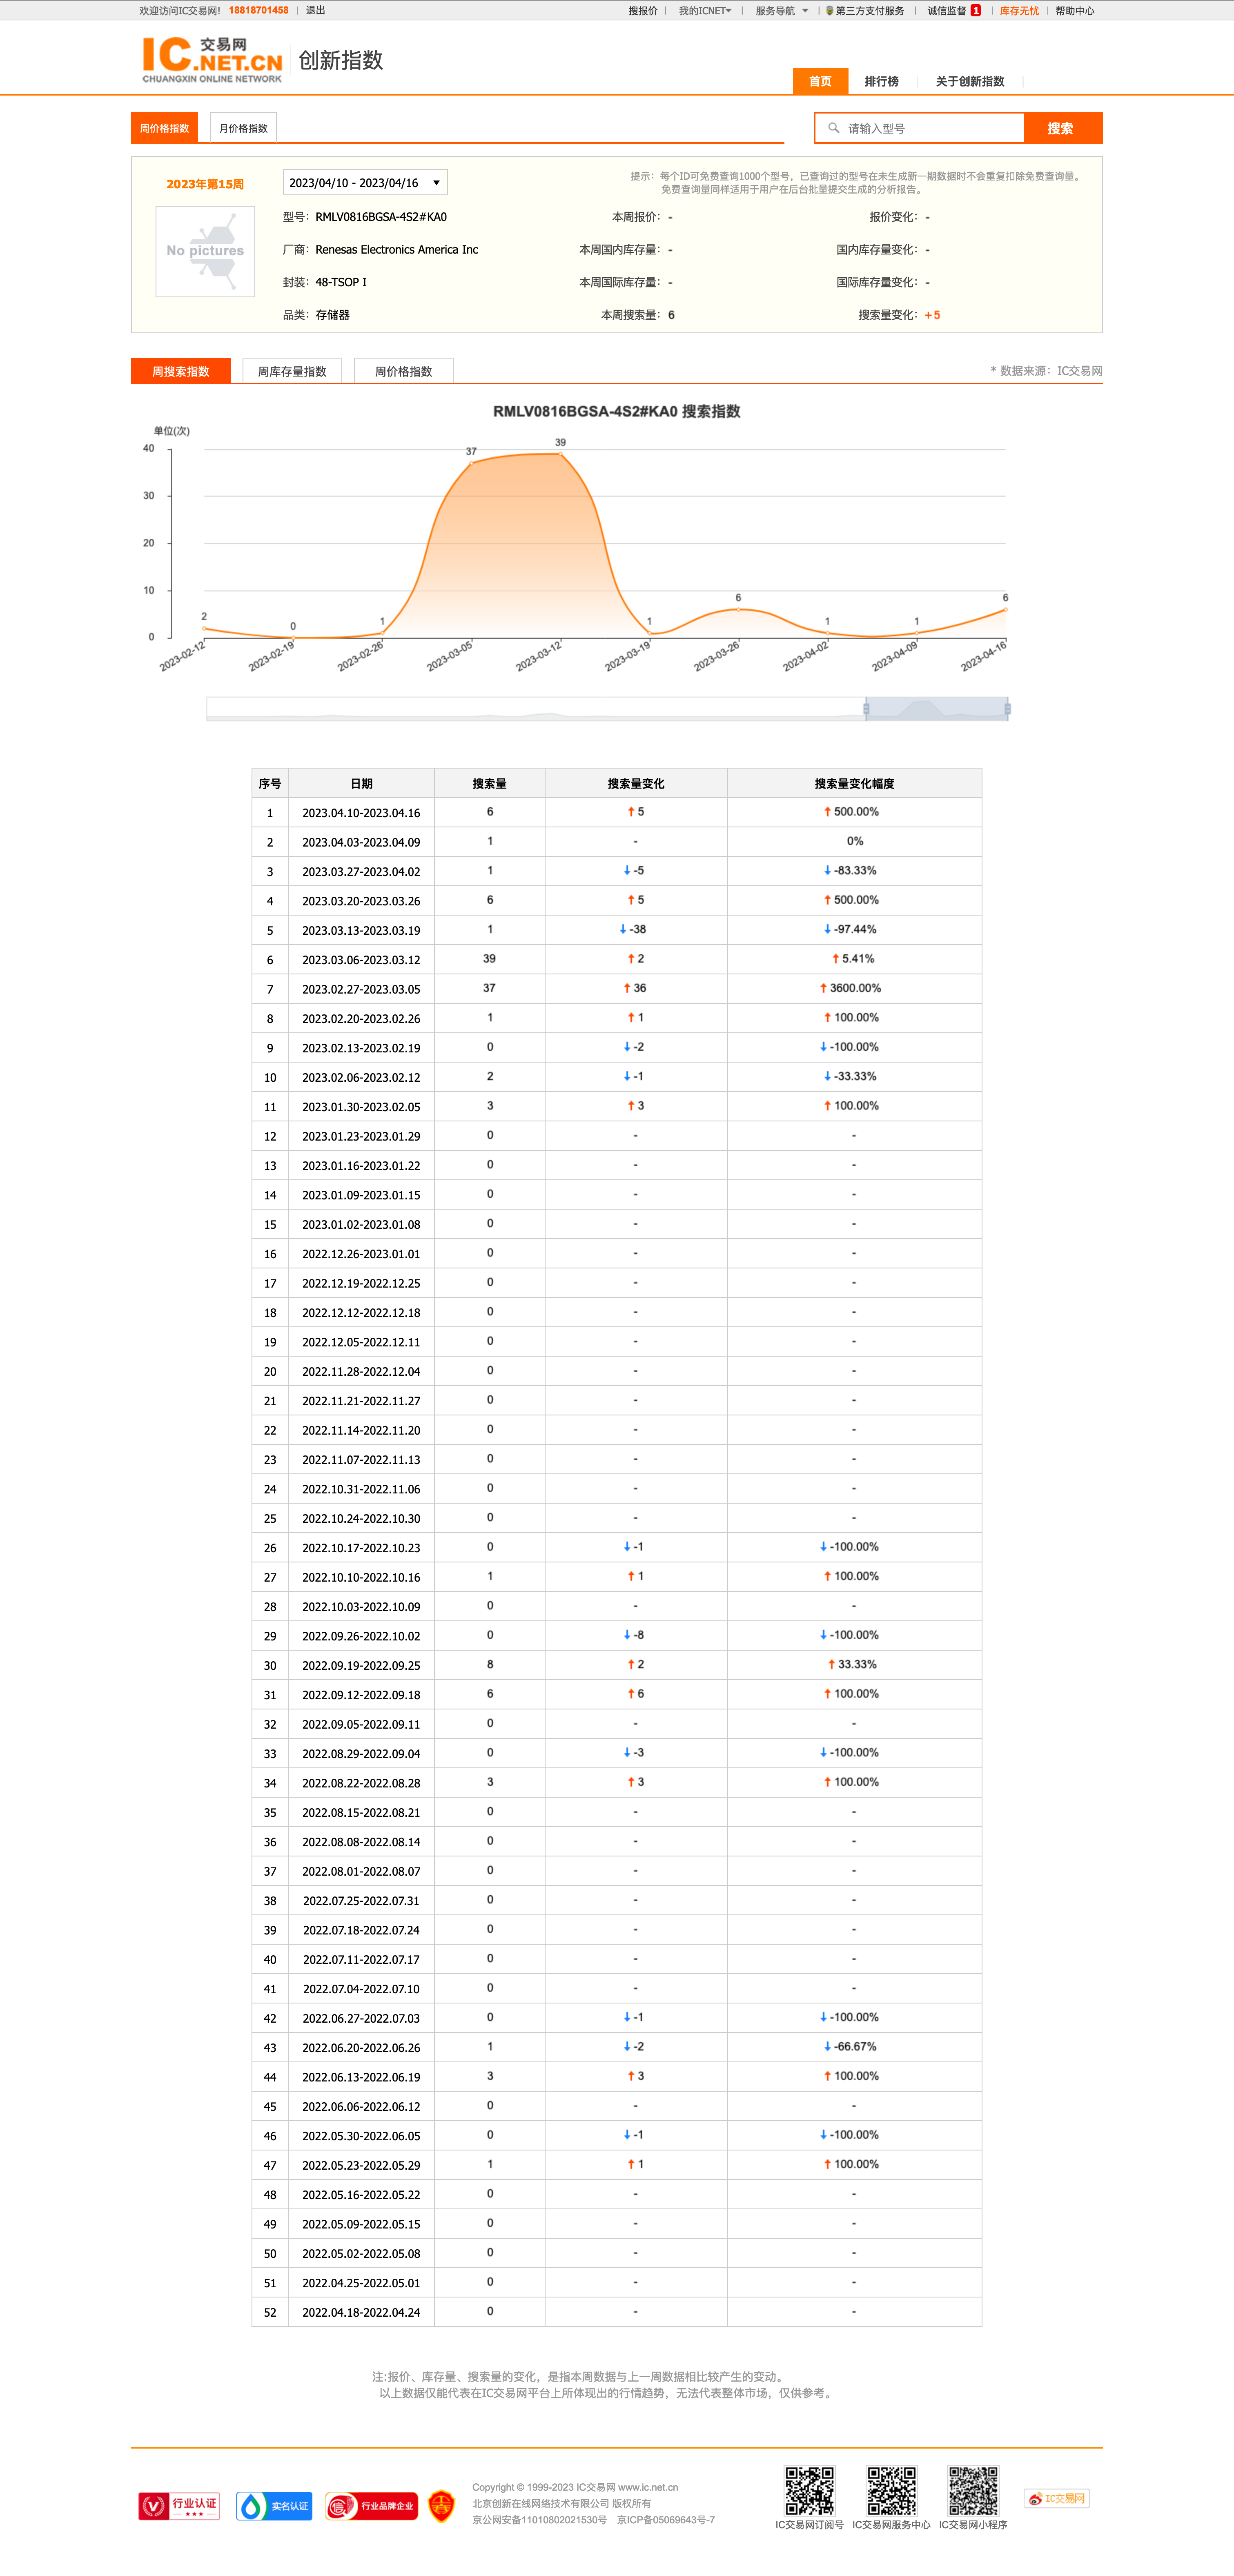 欢迎访问IC交易网! 18818701458 | 退出 搜报价 | 我的ICNET | 服务导航 | 第三方支付服务 | 诚信监督 1 | 库存无忧 | 帮助中心
IC 交易网
.NET.CN
CHUANGXIN ONLINE NETWORK
创新指数
首页 排行榜 关于创新指数
周价格指数 月价格指数 请输入型号 搜索
2023年第15周 2023/04/10 - 2023/04/16
提示：每个ID可免费查询1000个型号，已查询过的型号在未生成新一期数据时不会重复扣除免费查询量。
免费查询量同样适用于用户在后台批量提交生成的分析报告。
No pictures
型号：RMLV0816BGSA-4S2#KA0 本周报价：- 报价变化：-
厂商：Renesas Electronics America Inc 本周国内库存量：- 国内库存量变化：-
封装：48-TSOP I 本周国际库存量：- 国际库存量变化：-
品类：存储器 本周搜索量：6 搜索量变化：+5
周搜索指数 周库存量指数 周价格指数 * 数据来源：IC交易网
RMLV0816BGSA-4S2#KA0 搜索指数
单位(次)
40
30
20
10
0
2 0 1 37 39 1 6 1 1 6
2023-02-12 2023-02-19 2023-02-26 2023-03-05 2023-03-12 2023-03-19 2023-03-26 2023-04-02 2023-04-09 2023-04-16
序号 日期 搜索量 搜索量变化 搜索量变化幅度
1 2023.04.10-2023.04.16 6 ↑5 ↑500.00%
2 2023.04.03-2023.04.09 1 - 0%
3 2023.03.27-2023.04.02 1 ↓-5 ↓-83.33%
4 2023.03.20-2023.03.26 6 ↑5 ↑500.00%
5 2023.03.13-2023.03.19 1 ↓-38 ↓-97.44%
6 2023.03.06-2023.03.12 39 ↑2 ↑5.41%
7 2023.02.27-2023.03.05 37 ↑36 ↑3600.00%
8 2023.02.20-2023.02.26 1 ↑1 ↑100.00%
9 2023.02.13-2023.02.19 0 ↓-2 ↓-100.00%
10 2023.02.06-2023.02.12 2 ↓-1 ↓-33.33%
11 2023.01.30-2023.02.05 3 ↑3 ↑100.00%
12 2023.01.23-2023.01.29 0 - -
13 2023.01.16-2023.01.22 0 - -
14 2023.01.09-2023.01.15 0 - -
15 2023.01.02-2023.01.08 0 - -
16 2022.12.26-2023.01.01 0 - -
17 2022.12.19-2022.12.25 0 - -
18 2022.12.12-2022.12.18 0 - -
19 2022.12.05-2022.12.11 0 - -
20 2022.11.28-2022.12.04 0 - -
21 2022.11.21-2022.11.27 0 - -
22 2022.11.14-2022.11.20 0 - -
23 2022.11.07-2022.11.13 0 - -
24 2022.10.31-2022.11.06 0 - -
25 2022.10.24-2022.10.30 0 - -
26 2022.10.17-2022.10.23 0 ↓-1 ↓-100.00%
27 2022.10.10-2022.10.16 1 ↑1 ↑100.00%
28 2022.10.03-2022.10.09 0 - -
29 2022.09.26-2022.10.02 0 ↓-8 ↓-100.00%
30 2022.09.19-2022.09.25 8 ↑2 ↑33.33%
31 2022.09.12-2022.09.18 6 ↑6 ↑100.00%
32 2022.09.05-2022.09.11 0 - -
33 2022.08.29-2022.09.04 0 ↓-3 ↓-100.00%
34 2022.08.22-2022.08.28 3 ↑3 ↑100.00%
35 2022.08.15-2022.08.21 0 - -
36 2022.08.08-2022.08.14 0 - -
37 2022.08.01-2022.08.07 0 - -
38 2022.07.25-2022.07.31 0 - -
39 2022.07.18-2022.07.24 0 - -
40 2022.07.11-2022.07.17 0 - -
41 2022.07.04-2022.07.10 0 - -
42 2022.06.27-2022.07.03 0 ↓-1 ↓-100.00%
43 2022.06.20-2022.06.26 1 ↓-2 ↓-66.67%
44 2022.06.13-2022.06.19 3 ↑3 ↑100.00%
45 2022.06.06-2022.06.12 0 - -
46 2022.05.30-2022.06.05 0 ↓-1 ↓-100.00%
47 2022.05.23-2022.05.29 1 ↑1 ↑100.00%
48 2022.05.16-2022.05.22 0 - -
49 2022.05.09-2022.05.15 0 - -
50 2022.05.02-2022.05.08 0 - -
51 2022.04.25-2022.05.01 0 - -
52 2022.04.18-2022.04.24 0 - -
注:报价、库存量、搜索量的变化，是指本周数据与上一周数据相比较产生的变动。
以上数据仅能代表在IC交易网平台上所体现出的行情趋势，无法代表整体市场，仅供参考。
行业认证 实名认证 信 行业品牌企业
Copyright © 1999-2023 IC交易网 www.ic.net.cn
北京创新在线网络技术有限公司 版权所有
京公网安备11010802021530号 京ICP备05069643号-7
IC交易网订阅号 IC交易网服务中心 IC交易网小程序
IC交易网